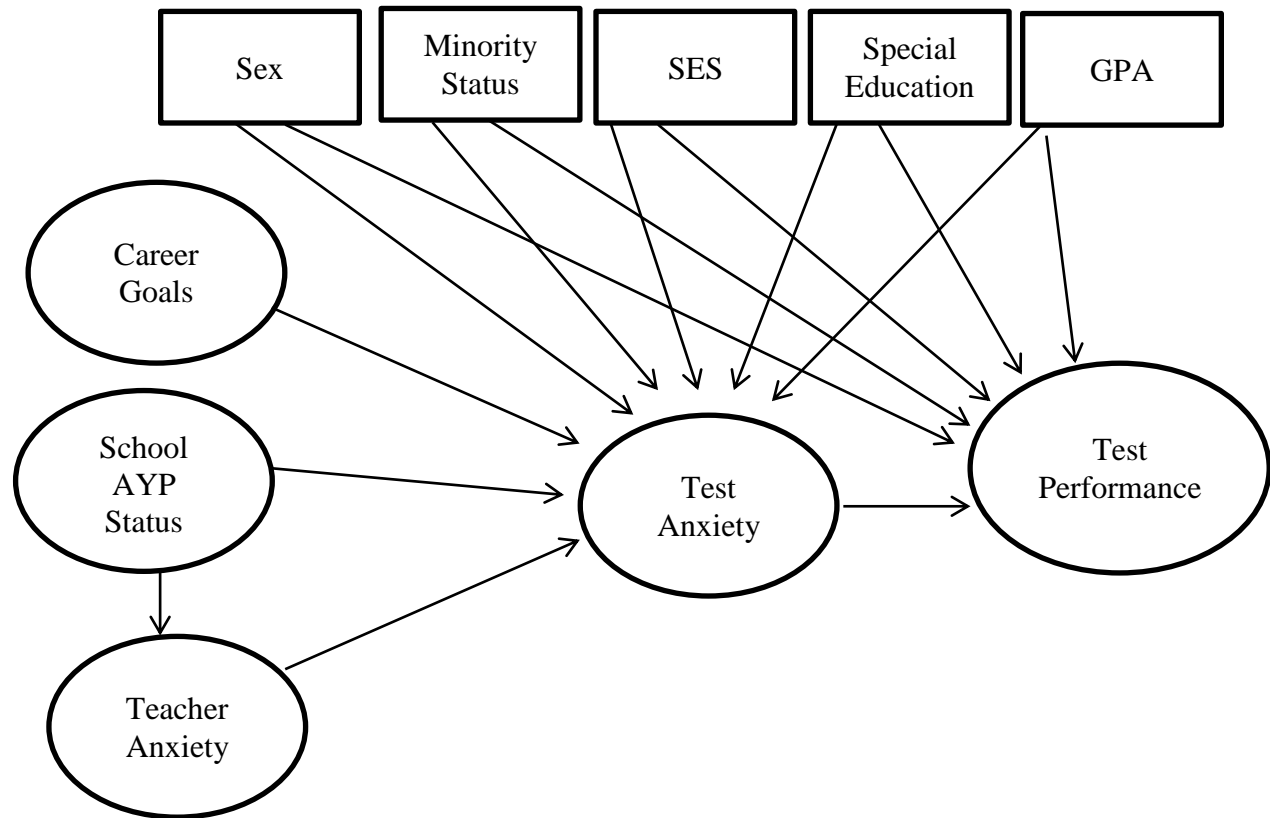 Sex
Minority
Status
SES
Special
Education
GPA
Career
Goals
School
AYP
Status
Test
Anxiety
Test
Performance
Teacher
Anxiety